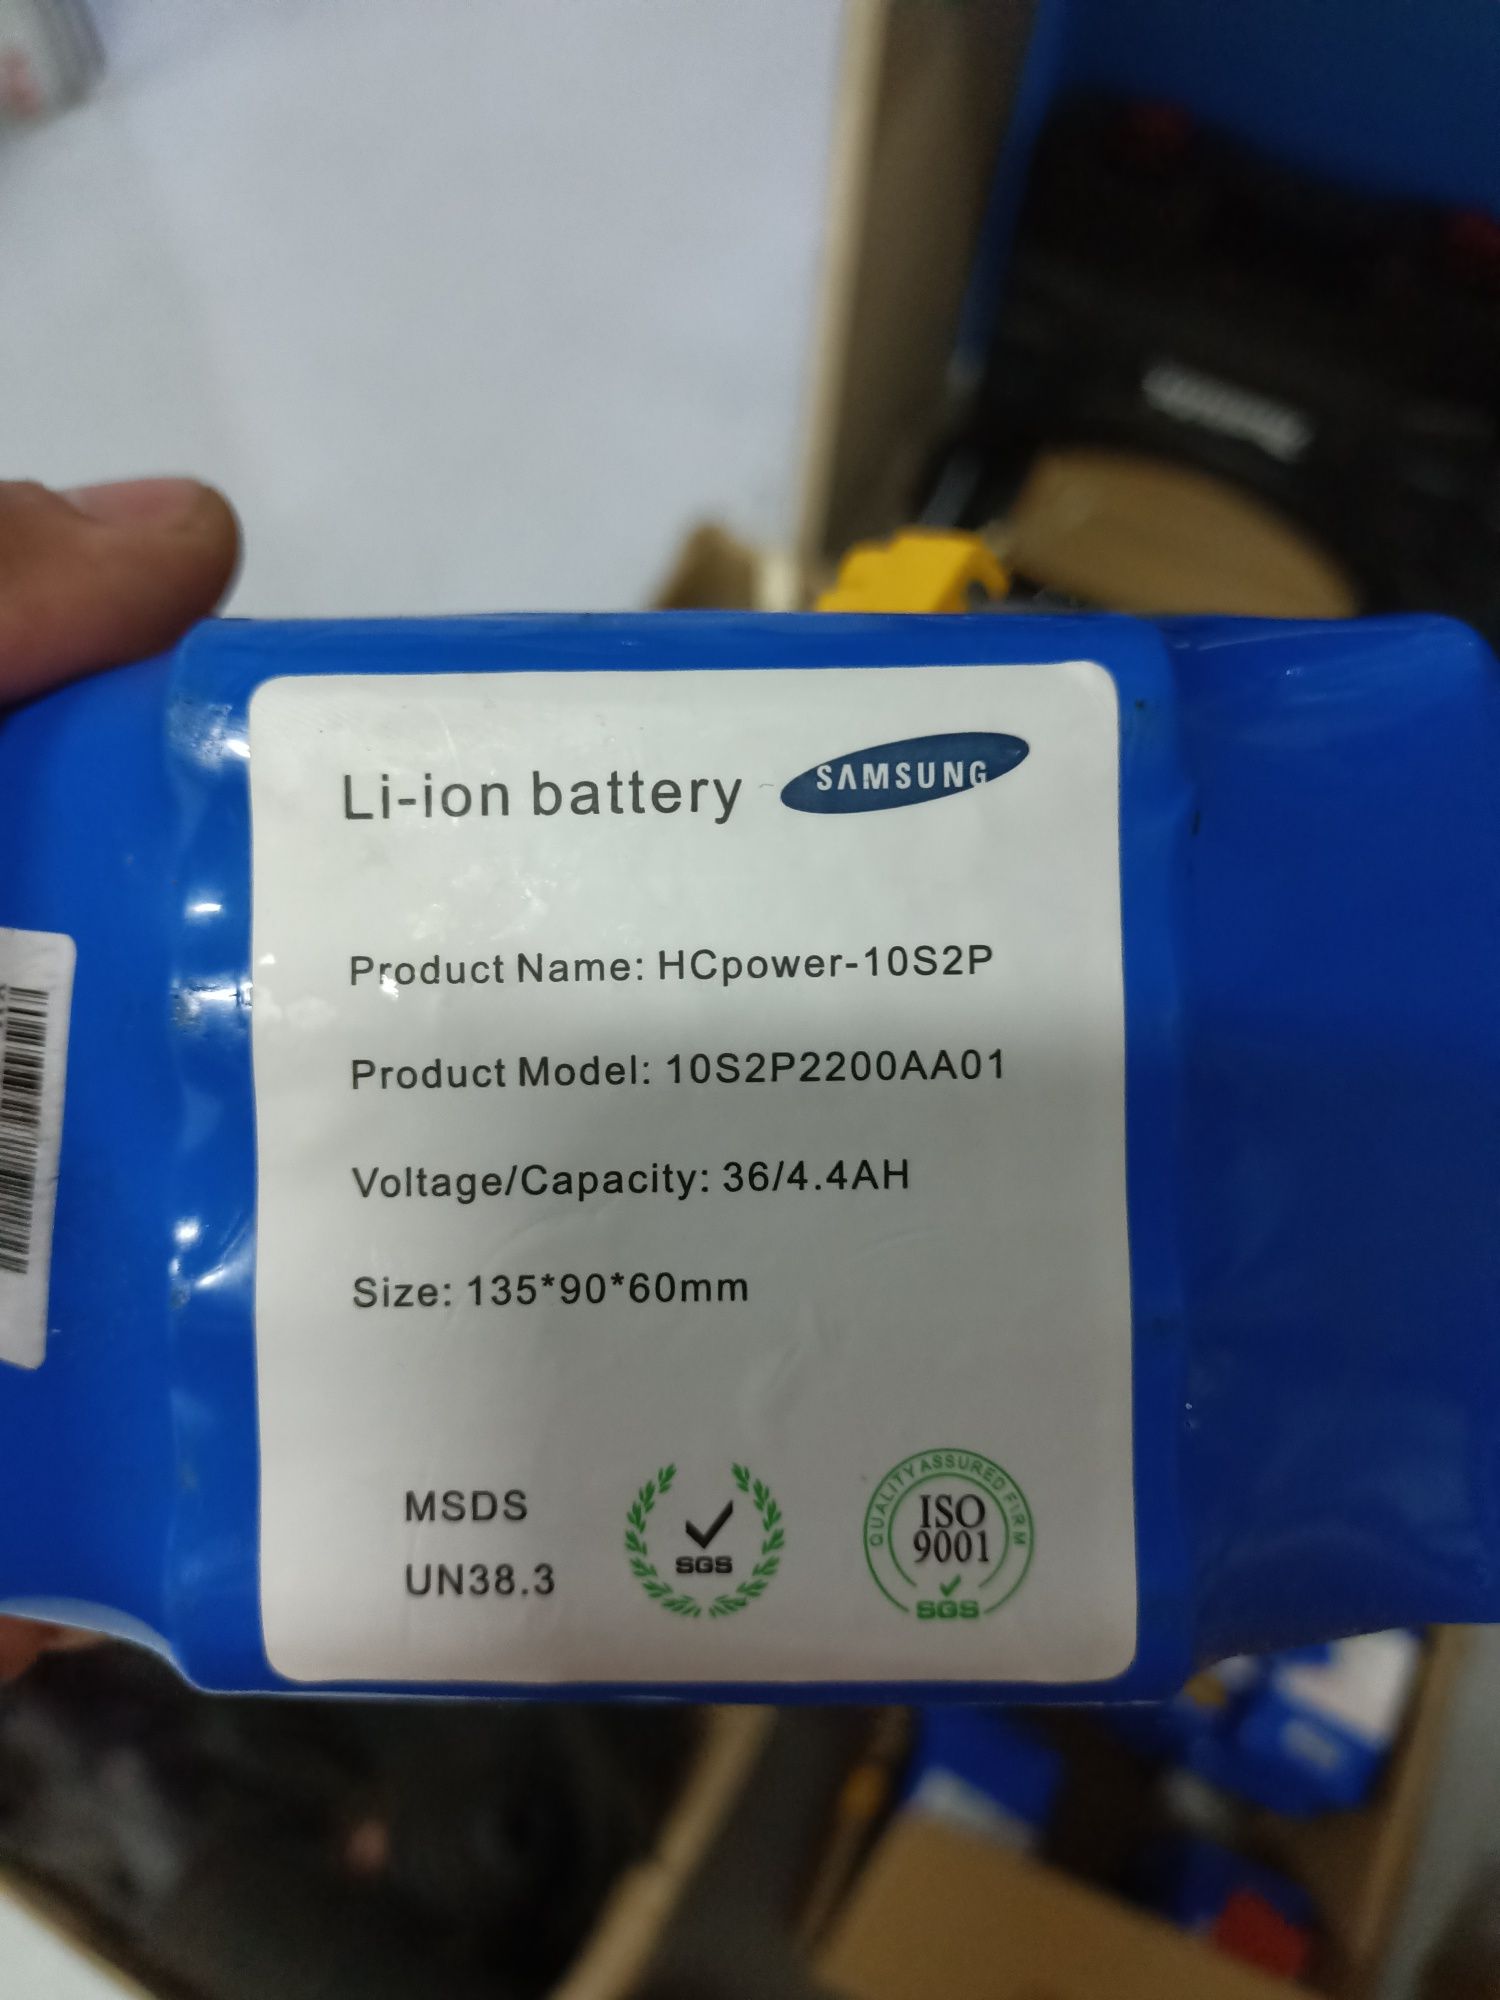 Li-ion battery SAMSUNG
Product Name: HCpower-10S2P
Product Model: 10S2P2200AA01
Voltage/Capacity: 36/4.4AH
Size: 135*90*60mm
MSDS
UN38.3
SGS
QUALITY ASSURED FIRM
ISO
9001
SGS